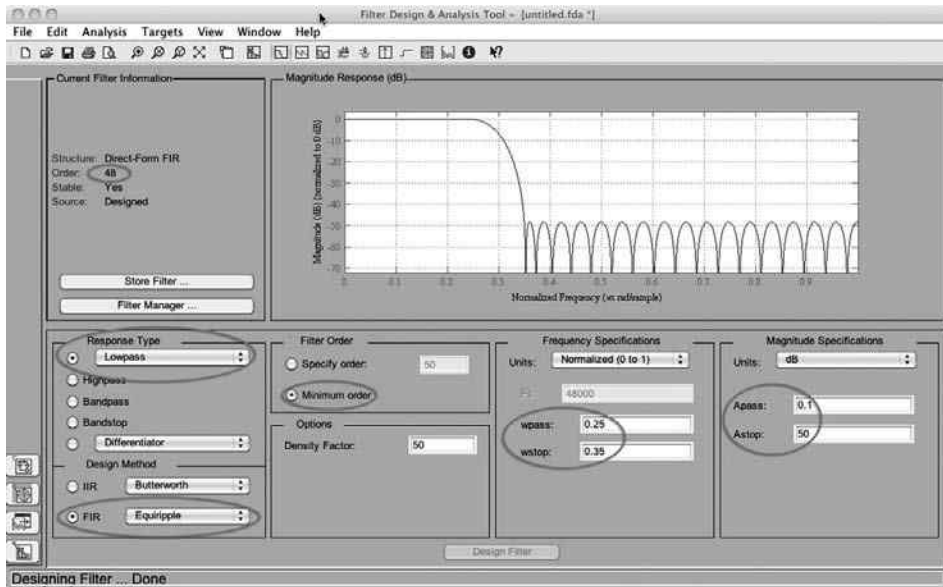 Filter Design & Analysis Tool - [untitled.fda *]
File Edit Analysis Targets View Window Help
Current Filter Information
Structure: Direct-Form FIR
Order: 48
Stable: Yes
Source: Designed
Store Filter ...
Filter Manager ...
Magnitude Response (dB)
Magnitude (dB) (normalized to 0 dB)
0
-10
-20
-30
-40
-50
-60
-70
0 0.1 0.2 0.3 0.4 0.5 0.6 0.7 0.8 0.9
Normalized Frequency (×π rad/sample)
Response Type
Lowpass
Highpass
Bandpass
Bandstop
Differentiator
Design Method
IIR Butterworth
FIR Equiripple
Filter Order
Specify order: 50
Minimum order
Options
Density Factor: 50
Frequency Specifications
Units: Normalized (0 to 1)
Fs: 48000
wpass: 0.25
wstop: 0.35
Magnitude Specifications
Units: dB
Apass: 0.1
Astop: 50
Design Filter
Designing Filter ... Done